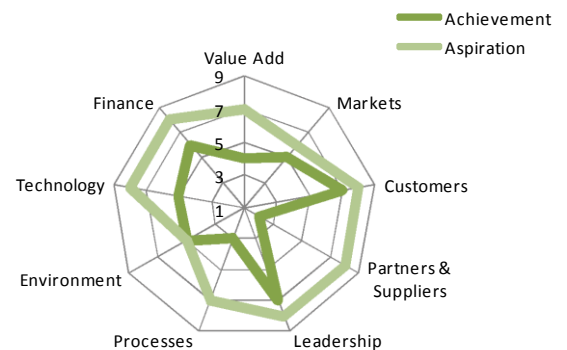 Achievement
Aspiration
Value Add
9
7
5
3
1
Finance
Markets
Technology
Customers
Environment
Partners &
Suppliers
Processes
Leadership